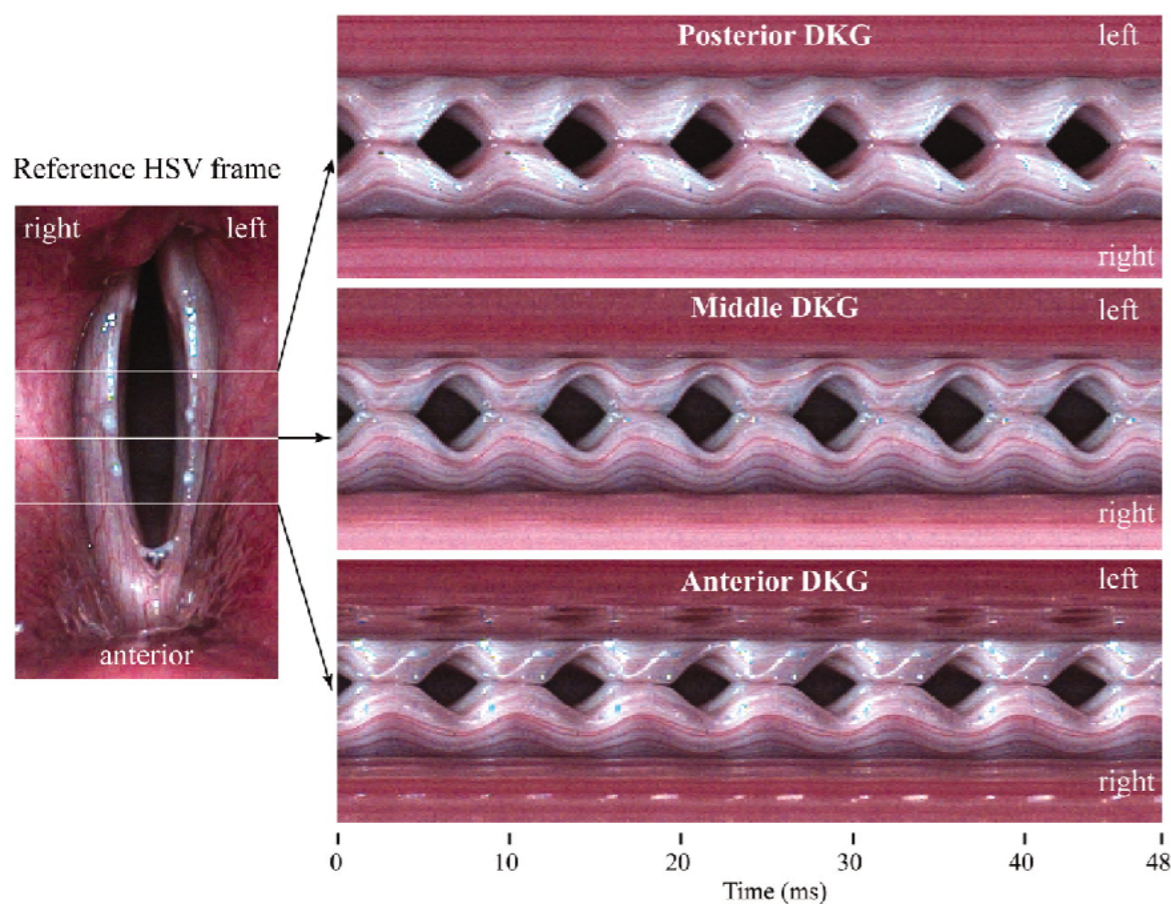 Reference HSV frame
right left
anterior
Posterior DKG left
right
Middle DKG left
right
Anterior DKG left
right
0 10 20 30 40 48
Time (ms)